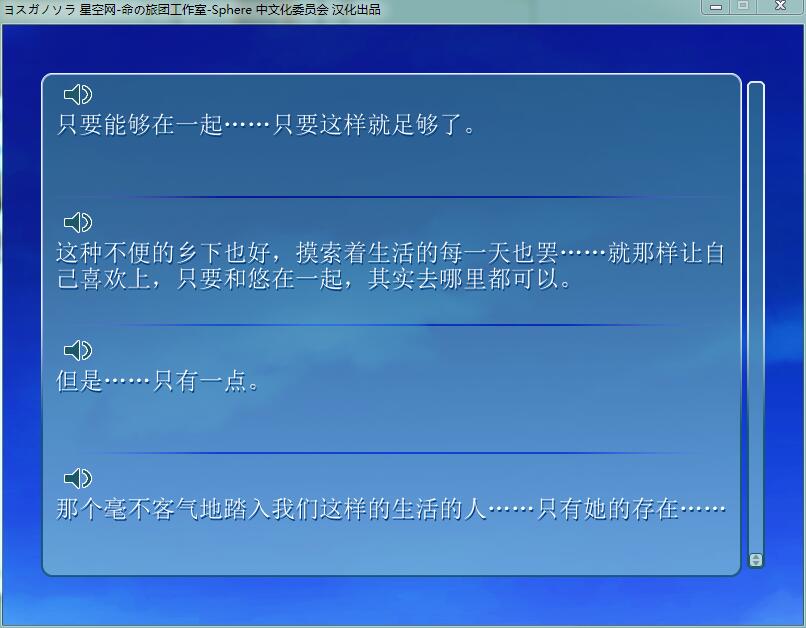 ヨスガノソラ 星空网-命の旅团工作室-Sphere 中文化委员会 汉化出品
只要能够在一起……只要这样就足够了。
这种不便的乡下也好，摸索着生活的每一天也罢……就那样让自
己喜欢上，只要和悠在一起，其实去哪里都可以。
但是……只有一点。
那个毫不客气地踏入我们这样的生活的人……只有她的存在……